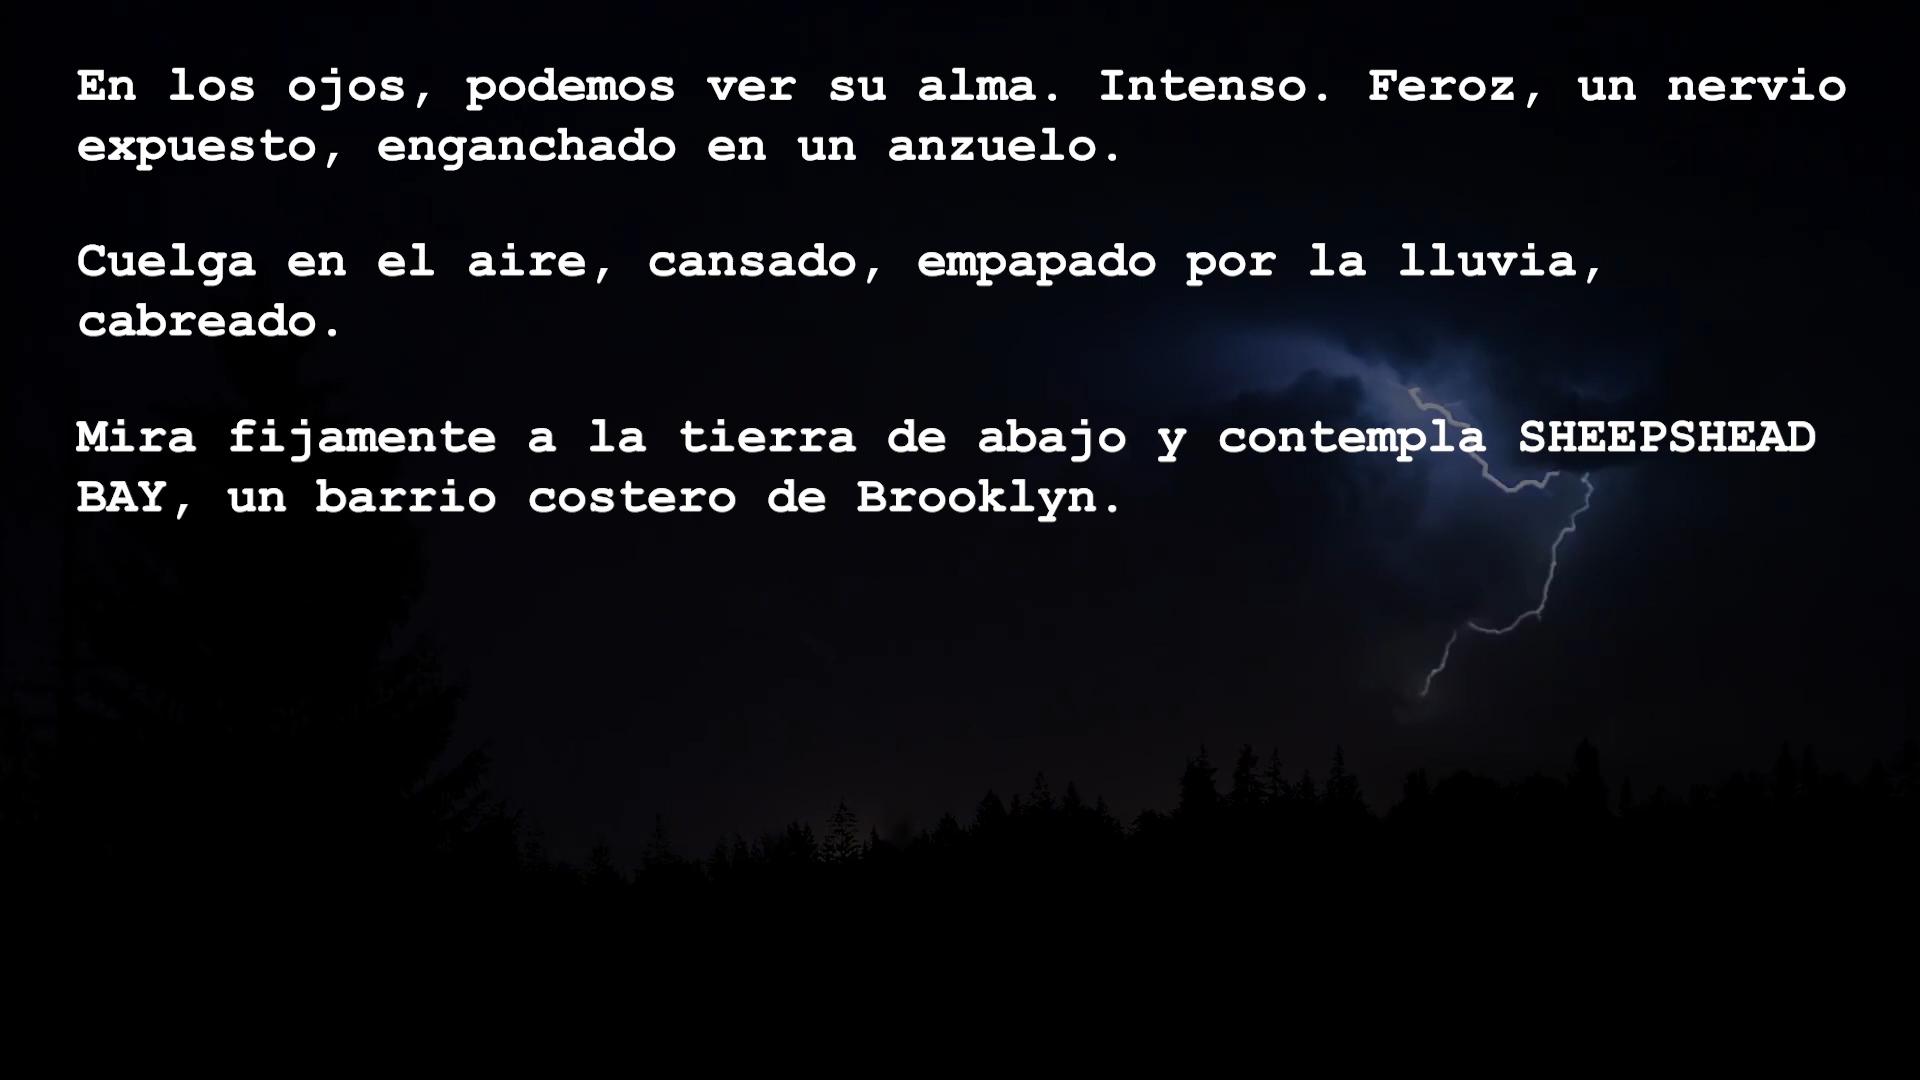 En los ojos, podemos ver su alma. Intenso. Feroz, un nervio
expuesto, enganchado en un anzuelo.
Cuelga en el aire, cansado, empapado por la lluvia,
cabreado.
Mira fijamente a la tierra de abajo y contempla SHEEPSHEAD
BAY, un barrio costero de Brooklyn.